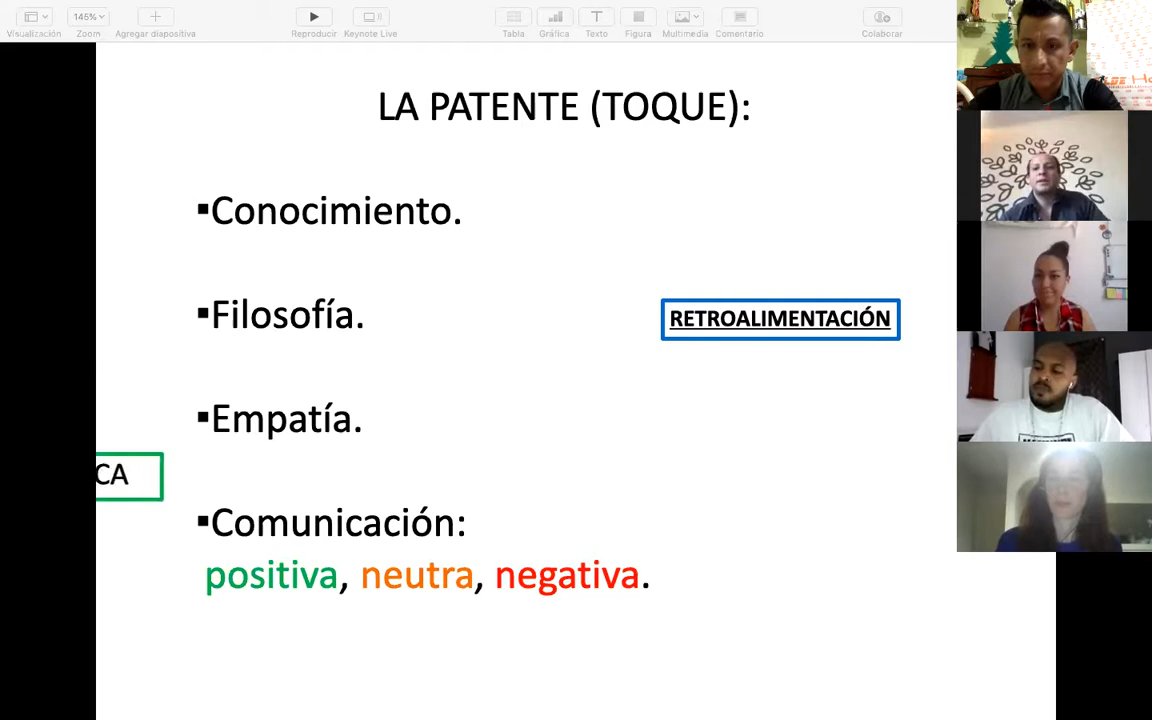 145%
Visualización
Zoom
Agregar diapositiva
Reproducir
Keynote Live
Tabla
Gráfica
Texto
Figura
Multimedia
Comentario
Colaborar
LA PATENTE (TOQUE):
▪Conocimiento.
▪Filosofía.
RETROALIMENTACIÓN
▪Empatía.
CA
▪Comunicación:
positiva, neutra, negativa.